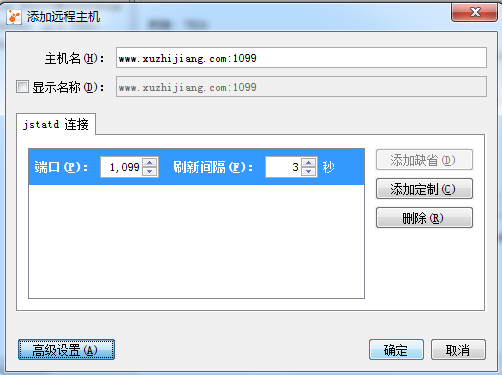 添加远程主机
主机名(H): www.xuzhijiang.com:1099
显示名称(D): www.xuzhijiang.com:1099
jstatd 连接
端口(P): 1,099 刷新间隔(F): 3 秒
添加缺省(D)
添加定制(C)
删除(R)
高级设置(A) 确定 取消